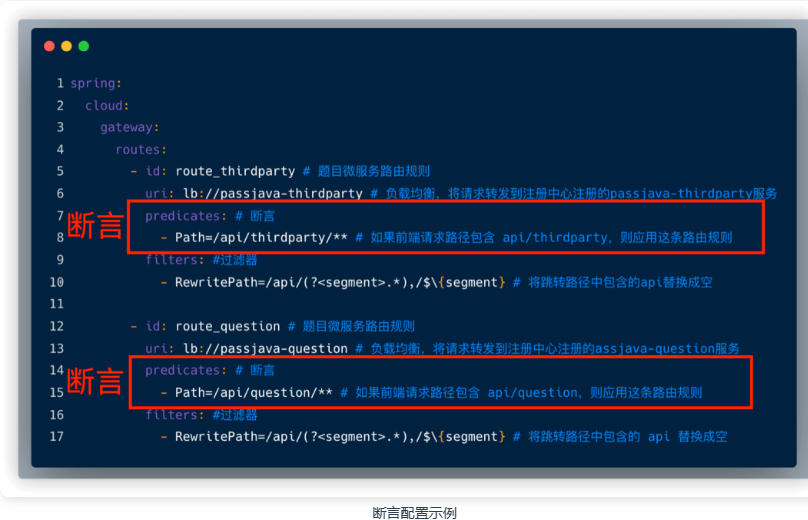 1 spring:
2 cloud:
3 gateway:
4 routes:
5 - id: route_thirdparty # 题目微服务路由规则
6 uri: lb://passjava-thirdparty # 负载均衡，将请求转发到注册中心注册的passjava-thirdparty服务
断言
7 predicates: # 断言
8 - Path=/api/thirdparty/** # 如果前端请求路径包含 api/thirdparty，则应用这条路由规则
9 filters: #过滤器
10 - RewritePath=/api/(?<segment>.*),/$\{segment} # 将跳转路径中包含的api替换成空
11
12 - id: route_question # 题目微服务路由规则
13 uri: lb://passjava-question # 负载均衡，将请求转发到注册中心注册的assjava-question服务
断言
14 predicates: # 断言
15 - Path=/api/question/** # 如果前端请求路径包含 api/question，则应用这条路由规则
16 filters: #过滤器
17 - RewritePath=/api/(?<segment>.*),/$\{segment} # 将跳转路径中包含的 api 替换成空
断言配置示例